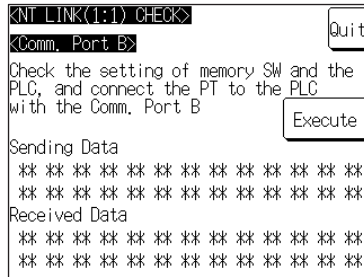 <NT LINK(1:1) CHECK>
Quit
<Comm. Port B>
Check the setting of memory SW and the
PLC, and connect the PT to the PLC
with the Comm. Port B
Execute
Sending Data
** ** ** ** ** ** ** ** ** ** ** ** **
** ** ** ** ** ** ** ** ** ** ** ** **
Received Data
** ** ** ** ** ** ** ** ** ** ** ** **
** ** ** ** ** ** ** ** ** ** ** ** **